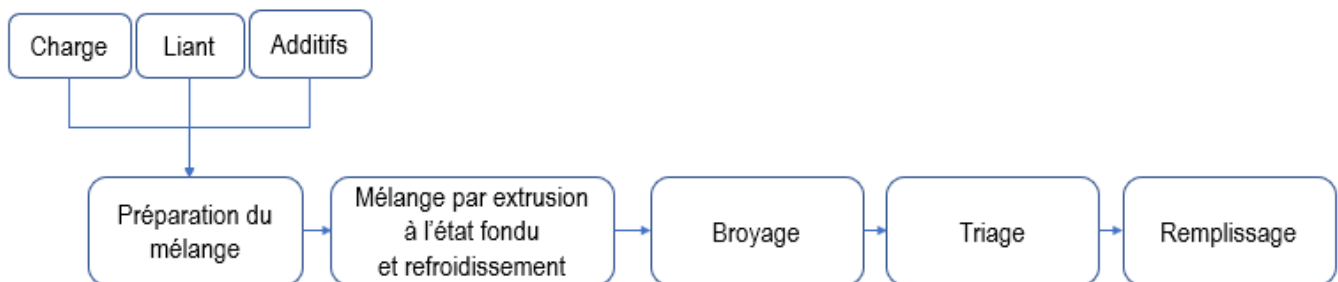 Charge
Liant
Additifs
Préparation du
mélange
Mélange par extrusion
à l'état fondu
et refroidissement
Broyage
Triage
Remplissage